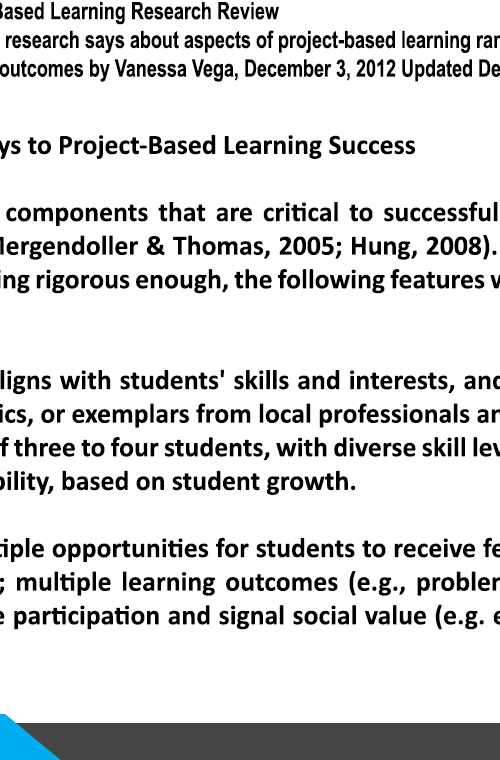 Based Learning Research Review
research says about aspects of project-based learning ran
outcomes by Vanessa Vega, December 3, 2012 Updated De
ys to Project-Based Learning Success
components that are critical to successful
Mergendoller & Thomas, 2005; Hung, 2008).
ing rigorous enough, the following features w
ligns with students' skills and interests, and
ics, or exemplars from local professionals an
f three to four students, with diverse skill lev
bility, based on student growth.
tiple opportunities for students to receive fe
; multiple learning outcomes (e.g., problem
e participation and signal social value (e.g. e